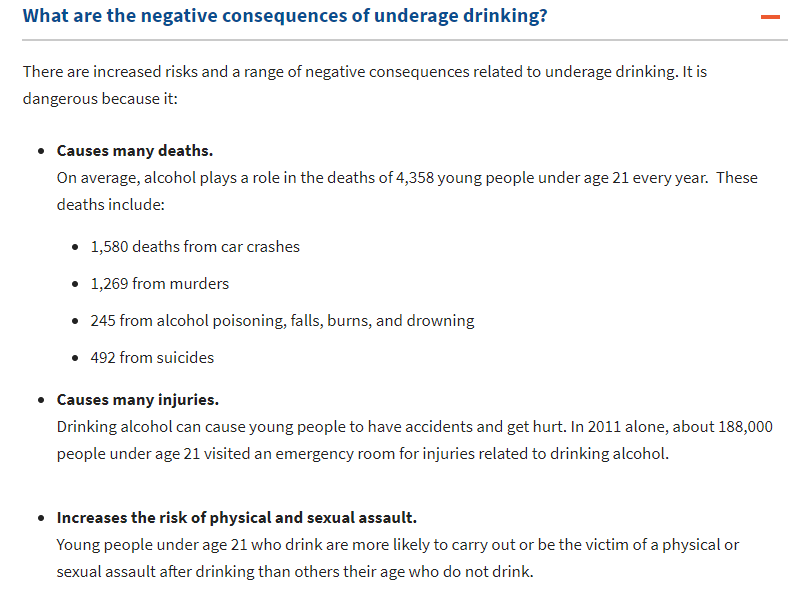 What are the negative consequences of underage drinking?
There are increased risks and a range of negative consequences related to underage drinking. It is
dangerous because it:
• Causes many deaths.
On average, alcohol plays a role in the deaths of 4,358 young people under age 21 every year.  These
deaths include:
• 1,580 deaths from car crashes
• 1,269 from murders
• 245 from alcohol poisoning, falls, burns, and drowning
• 492 from suicides
• Causes many injuries.
Drinking alcohol can cause young people to have accidents and get hurt. In 2011 alone, about 188,000
people under age 21 visited an emergency room for injuries related to drinking alcohol.
• Increases the risk of physical and sexual assault.
Young people under age 21 who drink are more likely to carry out or be the victim of a physical or
sexual assault after drinking than others their age who do not drink.